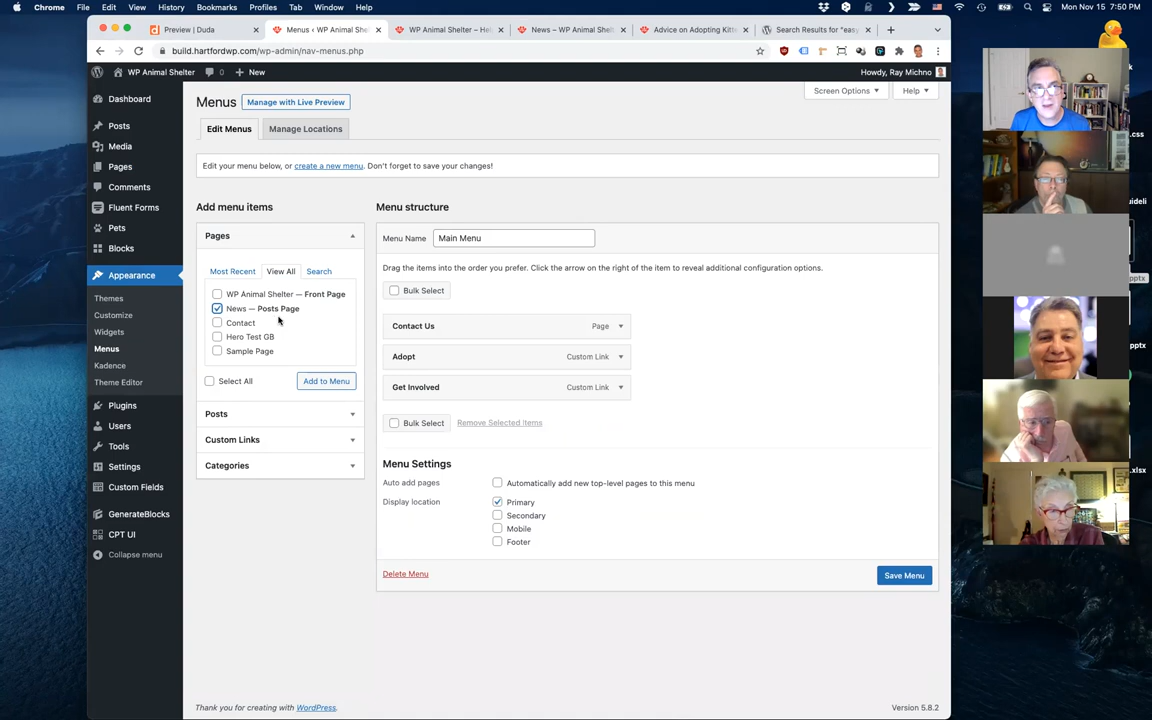 Chrome File Edit View History Bookmarks Profiles Tab Window Help Mon Nov 15 7:50 PM
Preview | Duda
Menus ‹ WP Animal Shel
WP Animal Shelter – Hel
News – WP Animal Shel
Advice on Adopting Kitte
Search Results for "easy
build.hartfordwp.com/wp-admin/nav-menus.php
WP Animal Shelter 0 New Howdy, Ray Michno
Dashboard
Posts
Media
Pages
Comments
Fluent Forms
Pets
Blocks
Appearance
Themes
Customize
Widgets
Menus
Kadence
Theme Editor
Plugins
Users
Tools
Settings
Custom Fields
GenerateBlocks
CPT UI
Collapse menu
Screen Options Help
Menus Manage with Live Preview
Edit Menus Manage Locations
Edit your menu below, or create a new menu. Don't forget to save your changes!
Add menu items
Pages
Most Recent View All Search
WP Animal Shelter — Front Page
News — Posts Page
Contact
Hero Test GB
Sample Page
Select All Add to Menu
Posts
Custom Links
Categories
Menu structure
Menu Name Main Menu
Drag the items into the order you prefer. Click the arrow on the right of the item to reveal additional configuration options.
Bulk Select
Contact Us Page
Adopt Custom Link
Get Involved Custom Link
Bulk Select Remove Selected Items
Menu Settings
Auto add pages Automatically add new top-level pages to this menu
Display location Primary
Secondary
Mobile
Footer
Delete Menu Save Menu
Thank you for creating with WordPress. Version 5.8.2
.css
uideli
pptx
pptx
.xlsx